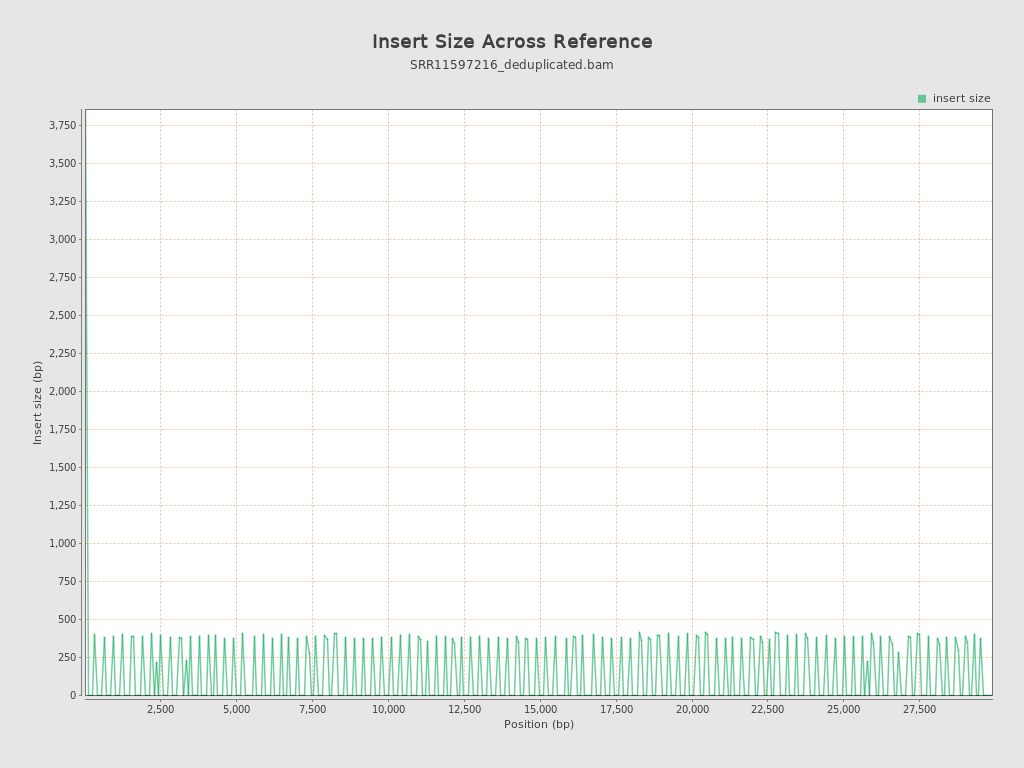 Insert Size Across Reference
SRR11597216_deduplicated.bam
insert size
3,750
3,500
3,250
3,000
2,750
2,500
2,250
2,000
1,750
1,500
1,250
1,000
750
500
250
0
Insert size (bp)
2,500 5,000 7,500 10,000 12,500 15,000 17,500 20,000 22,500 25,000 27,500
Position (bp)